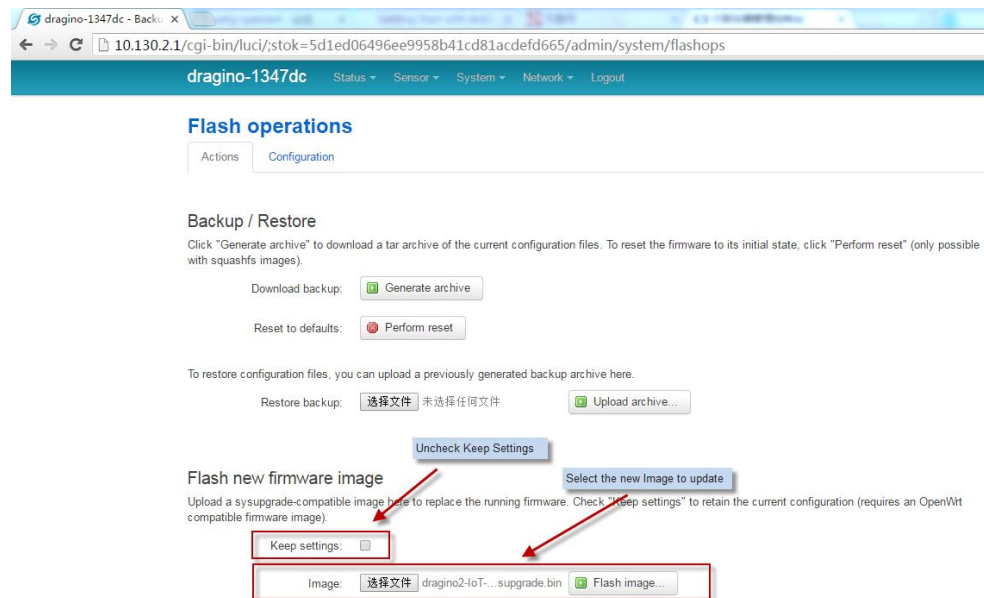 dragino-1347dc - Backu
10.130.2.1/cgi-bin/luci/;stok=5d1ed06496ee9958b41cd81acdefd665/admin/system/flashops
dragino-1347dc Status Sensor System Network Logout
Flash operations
Actions Configuration
Backup / Restore
Click "Generate archive" to download a tar archive of the current configuration files. To reset the firmware to its initial state, click "Perform reset" (only possible
with squashfs images).
Download backup: Generate archive
Reset to defaults: Perform reset
To restore configuration files, you can upload a previously generated backup archive here.
Restore backup: 选择文件 未选择任何文件 Upload archive...
Uncheck Keep Settings
Select the new Image to update
Flash new firmware image
Upload a sysupgrade-compatible image here to replace the running firmware. Check "Keep settings" to retain the current configuration (requires an OpenWrt
compatible firmware image).
Keep settings:
Image: 选择文件 dragino2-IoT-...supgrade.bin Flash image...